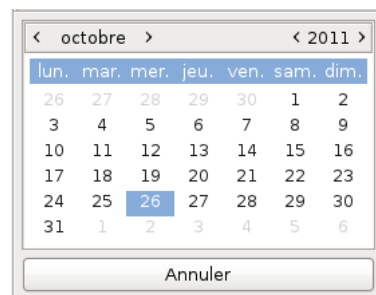 < octobre > < 2011 >
lun. mar. mer. jeu. ven. sam. dim.
26 27 28 29 30 1 2
3 4 5 6 7 8 9
10 11 12 13 14 15 16
17 18 19 20 21 22 23
24 25 26 27 28 29 30
31 1 2 3 4 5 6
Annuler